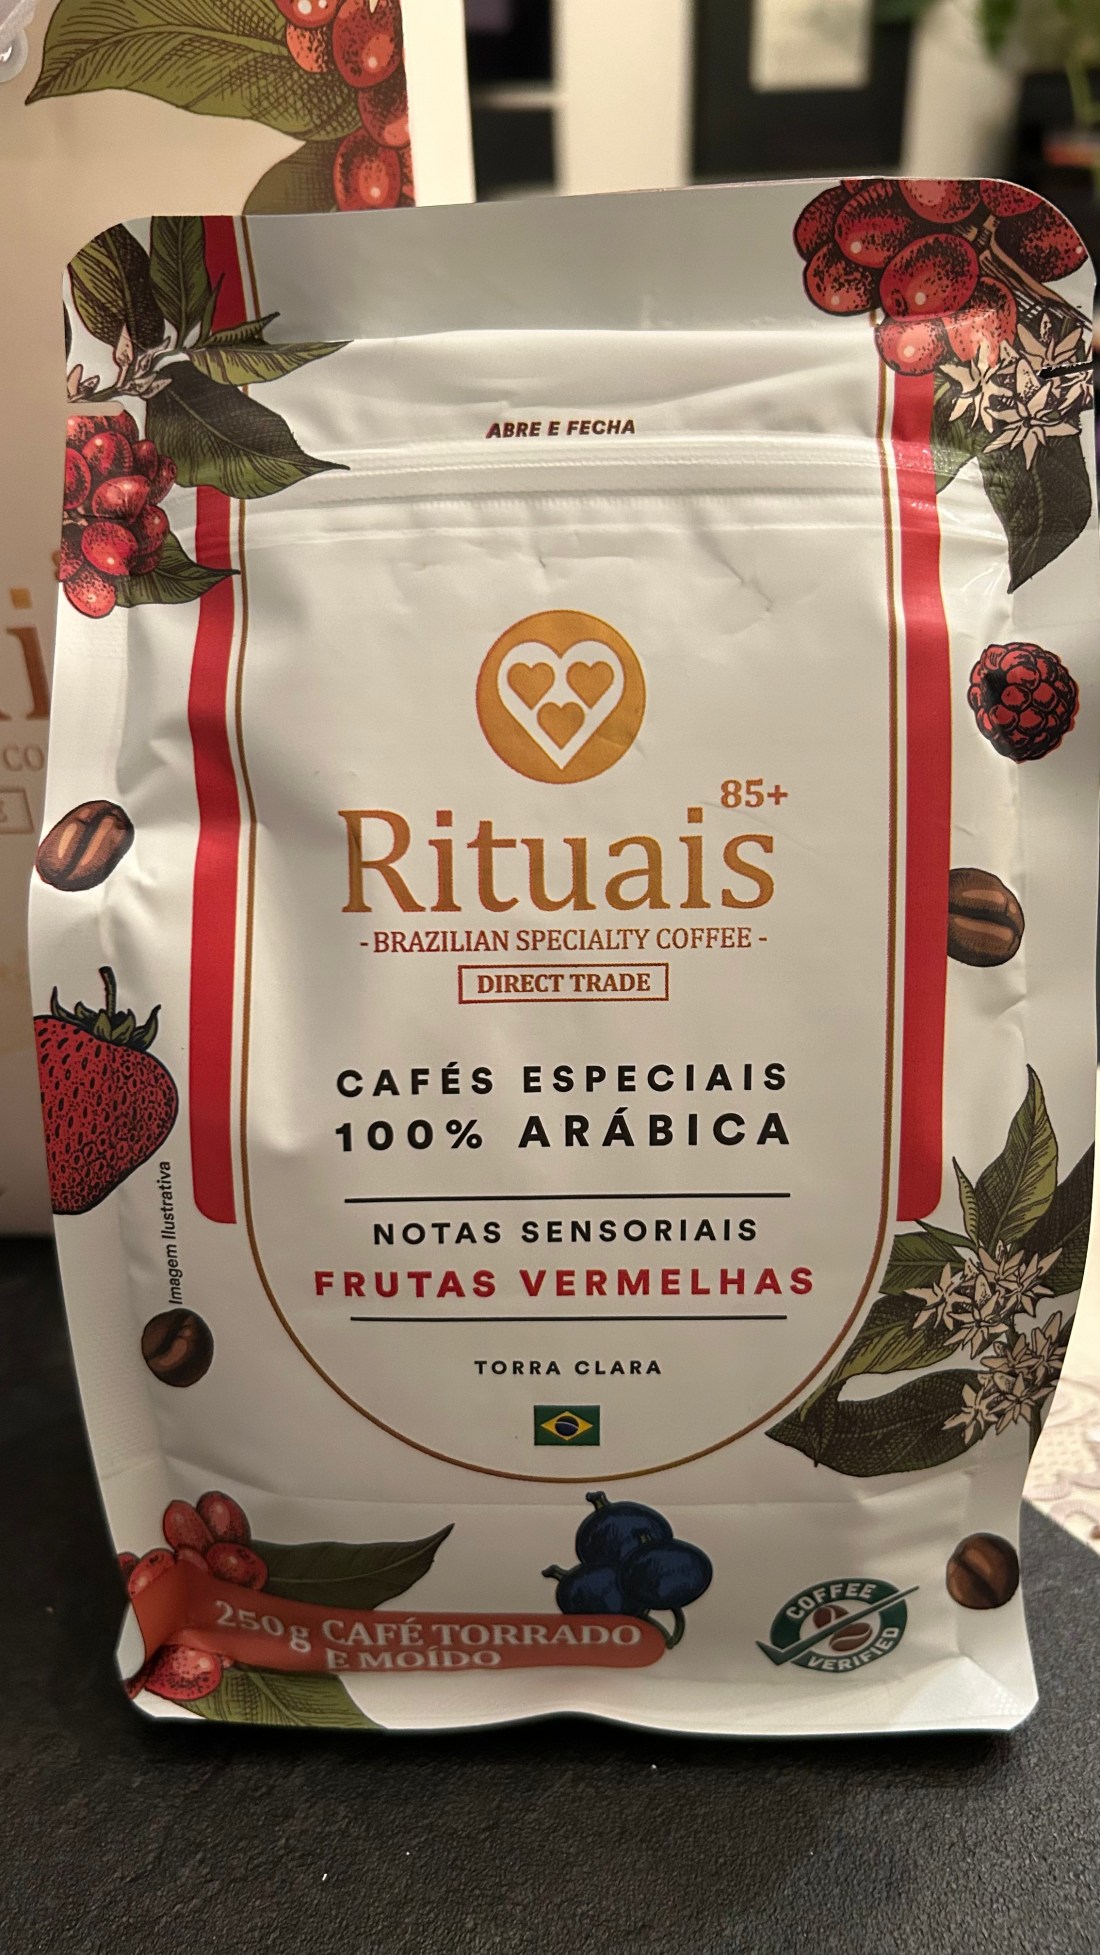 ABRE E FECHA
85+
Rituais
- BRAZILIAN SPECIALTY COFFEE -
DIRECT TRADE
CAFÉS ESPECIAIS
100% ARÁBICA
NOTAS SENSORIAIS
FRUTAS VERMELHAS
TORRA CLARA
Imagem Ilustrativa
250g CAFÉ TORRADO
E MOÍDO
COFFEE
VERIFIED